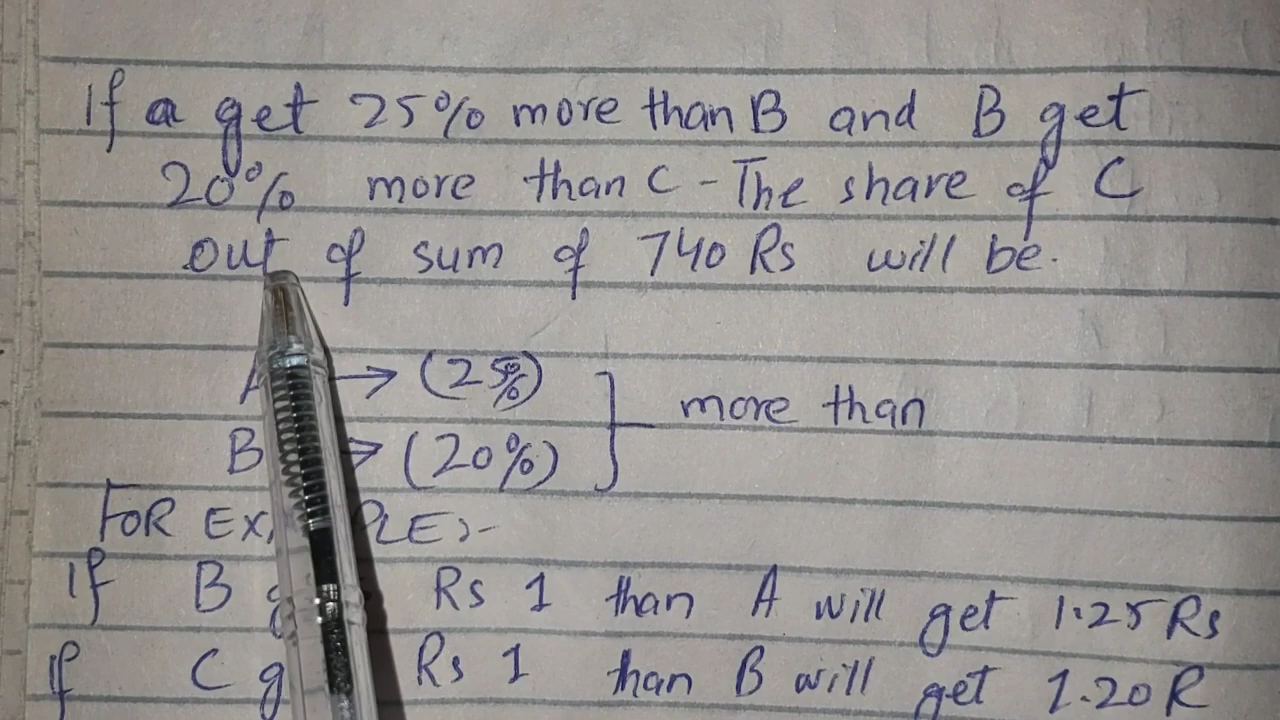 If a get 25% more than B and B get
20% more than C - The share of C
out of sum of 740 Rs will be.
A → (25%)
more than
B → (20%)
FOR EXAMPLE:-
If B Rs 1 than A will get 1.25 Rs
If C Rs 1 than B will get 1.20 R